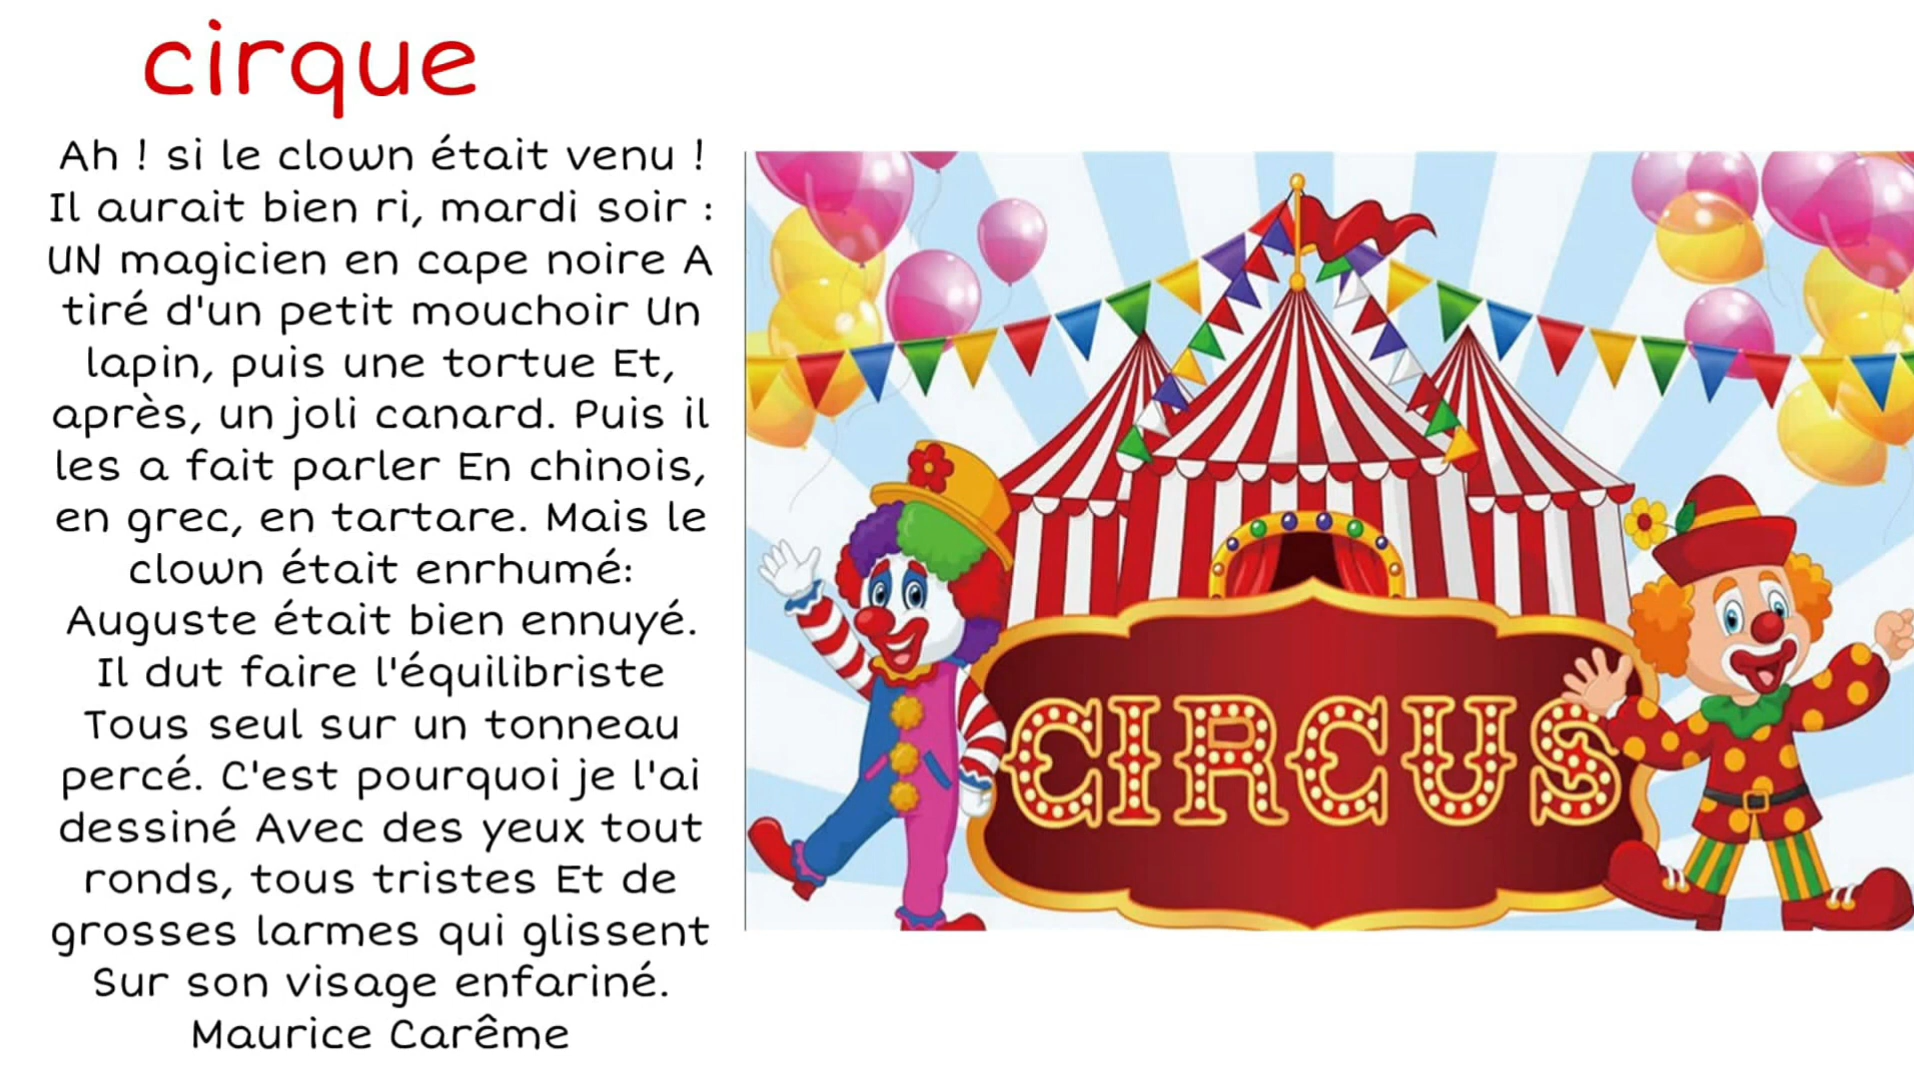 cirque
Ah ! si le clown était venu !
Il aurait bien ri, mardi soir :
UN magicien en cape noire A
tiré d'un petit mouchoir Un
lapin, puis une tortue Et,
après, un joli canard. Puis il
les a fait parler En chinois,
en grec, en tartare. Mais le
clown était enrhumé:
Auguste était bien ennuyé.
Il dut faire l'équilibriste
Tous seul sur un tonneau
percé. C'est pourquoi je l'ai
dessiné Avec des yeux tout
ronds, tous tristes Et de
grosses larmes qui glissent
Sur son visage enfariné.
Maurice Carême
CIRCUS